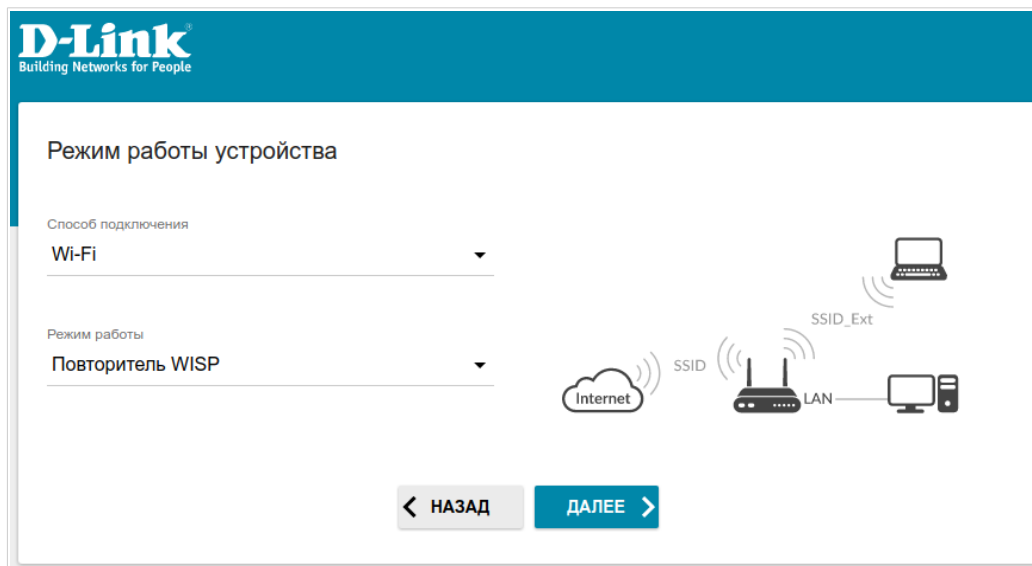 D-Link®
Building Networks for People
Режим работы устройства
Способ подключения
Wi-Fi
Режим работы
Повторитель WISP
SSID_Ext
SSID
Internet
LAN
НАЗАД
ДАЛЕЕ